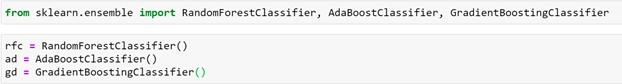 from sklearn.ensemble import RandomForestClassifier, AdaBoostClassifier, GradientBoostingClassifier
rfc = RandomForestClassifier()
ad = AdaBoostClassifier()
gd = GradientBoostingClassifier()